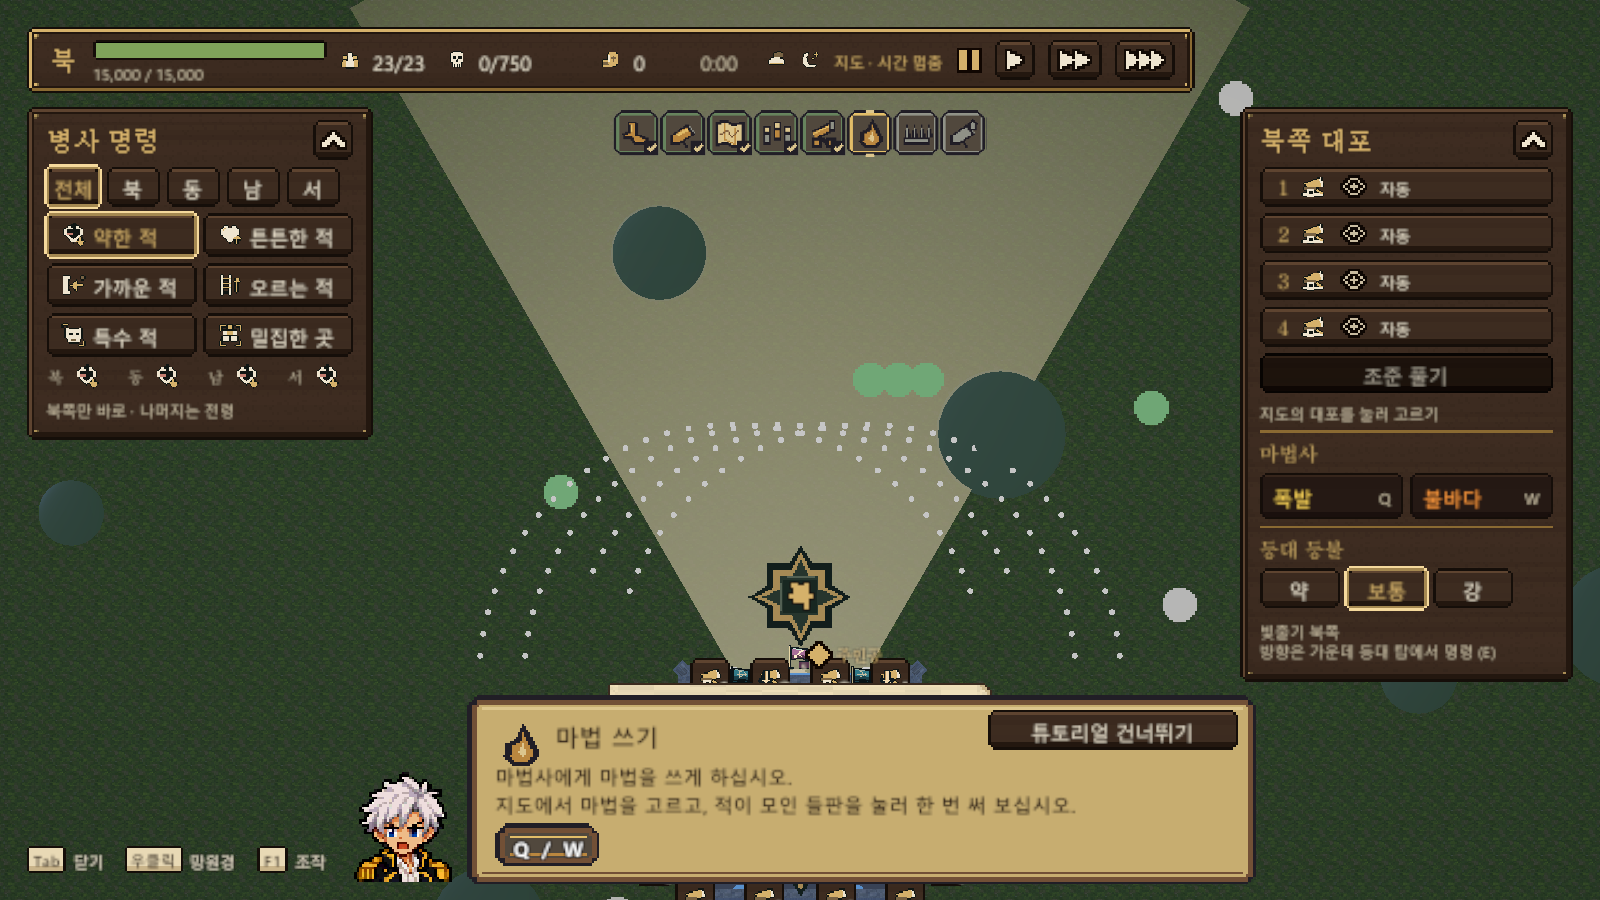 북
15,000 / 15,000
23/23
0/750
0
0:00
지도 · 시간 멈춤
병사 명령
전체
북
동
남
서
약한 적
튼튼한 적
가까운 적
오르는 적
특수 적
밀집한 곳
북
동
남
서
북쪽만 바로 · 나머지는 전령
북쪽 대포
1 자동
2 자동
3 자동
4 자동
조준 풀기
지도의 대포를 눌러 고르기
마법사
폭발 Q
불바다 W
등대 등불
약
보통
강
빛줄기 북쪽
방향은 가운데 등대 탑에서 명령 (E)
마법 쓰기
튜토리얼 건너뛰기
마법사에게 마법을 쓰게 하십시오.
지도에서 마법을 고르고, 적이 모인 들판을 눌러 한 번 써 보십시오.
Q / W
Tab 닫기
우클릭 망원경
F1 조작